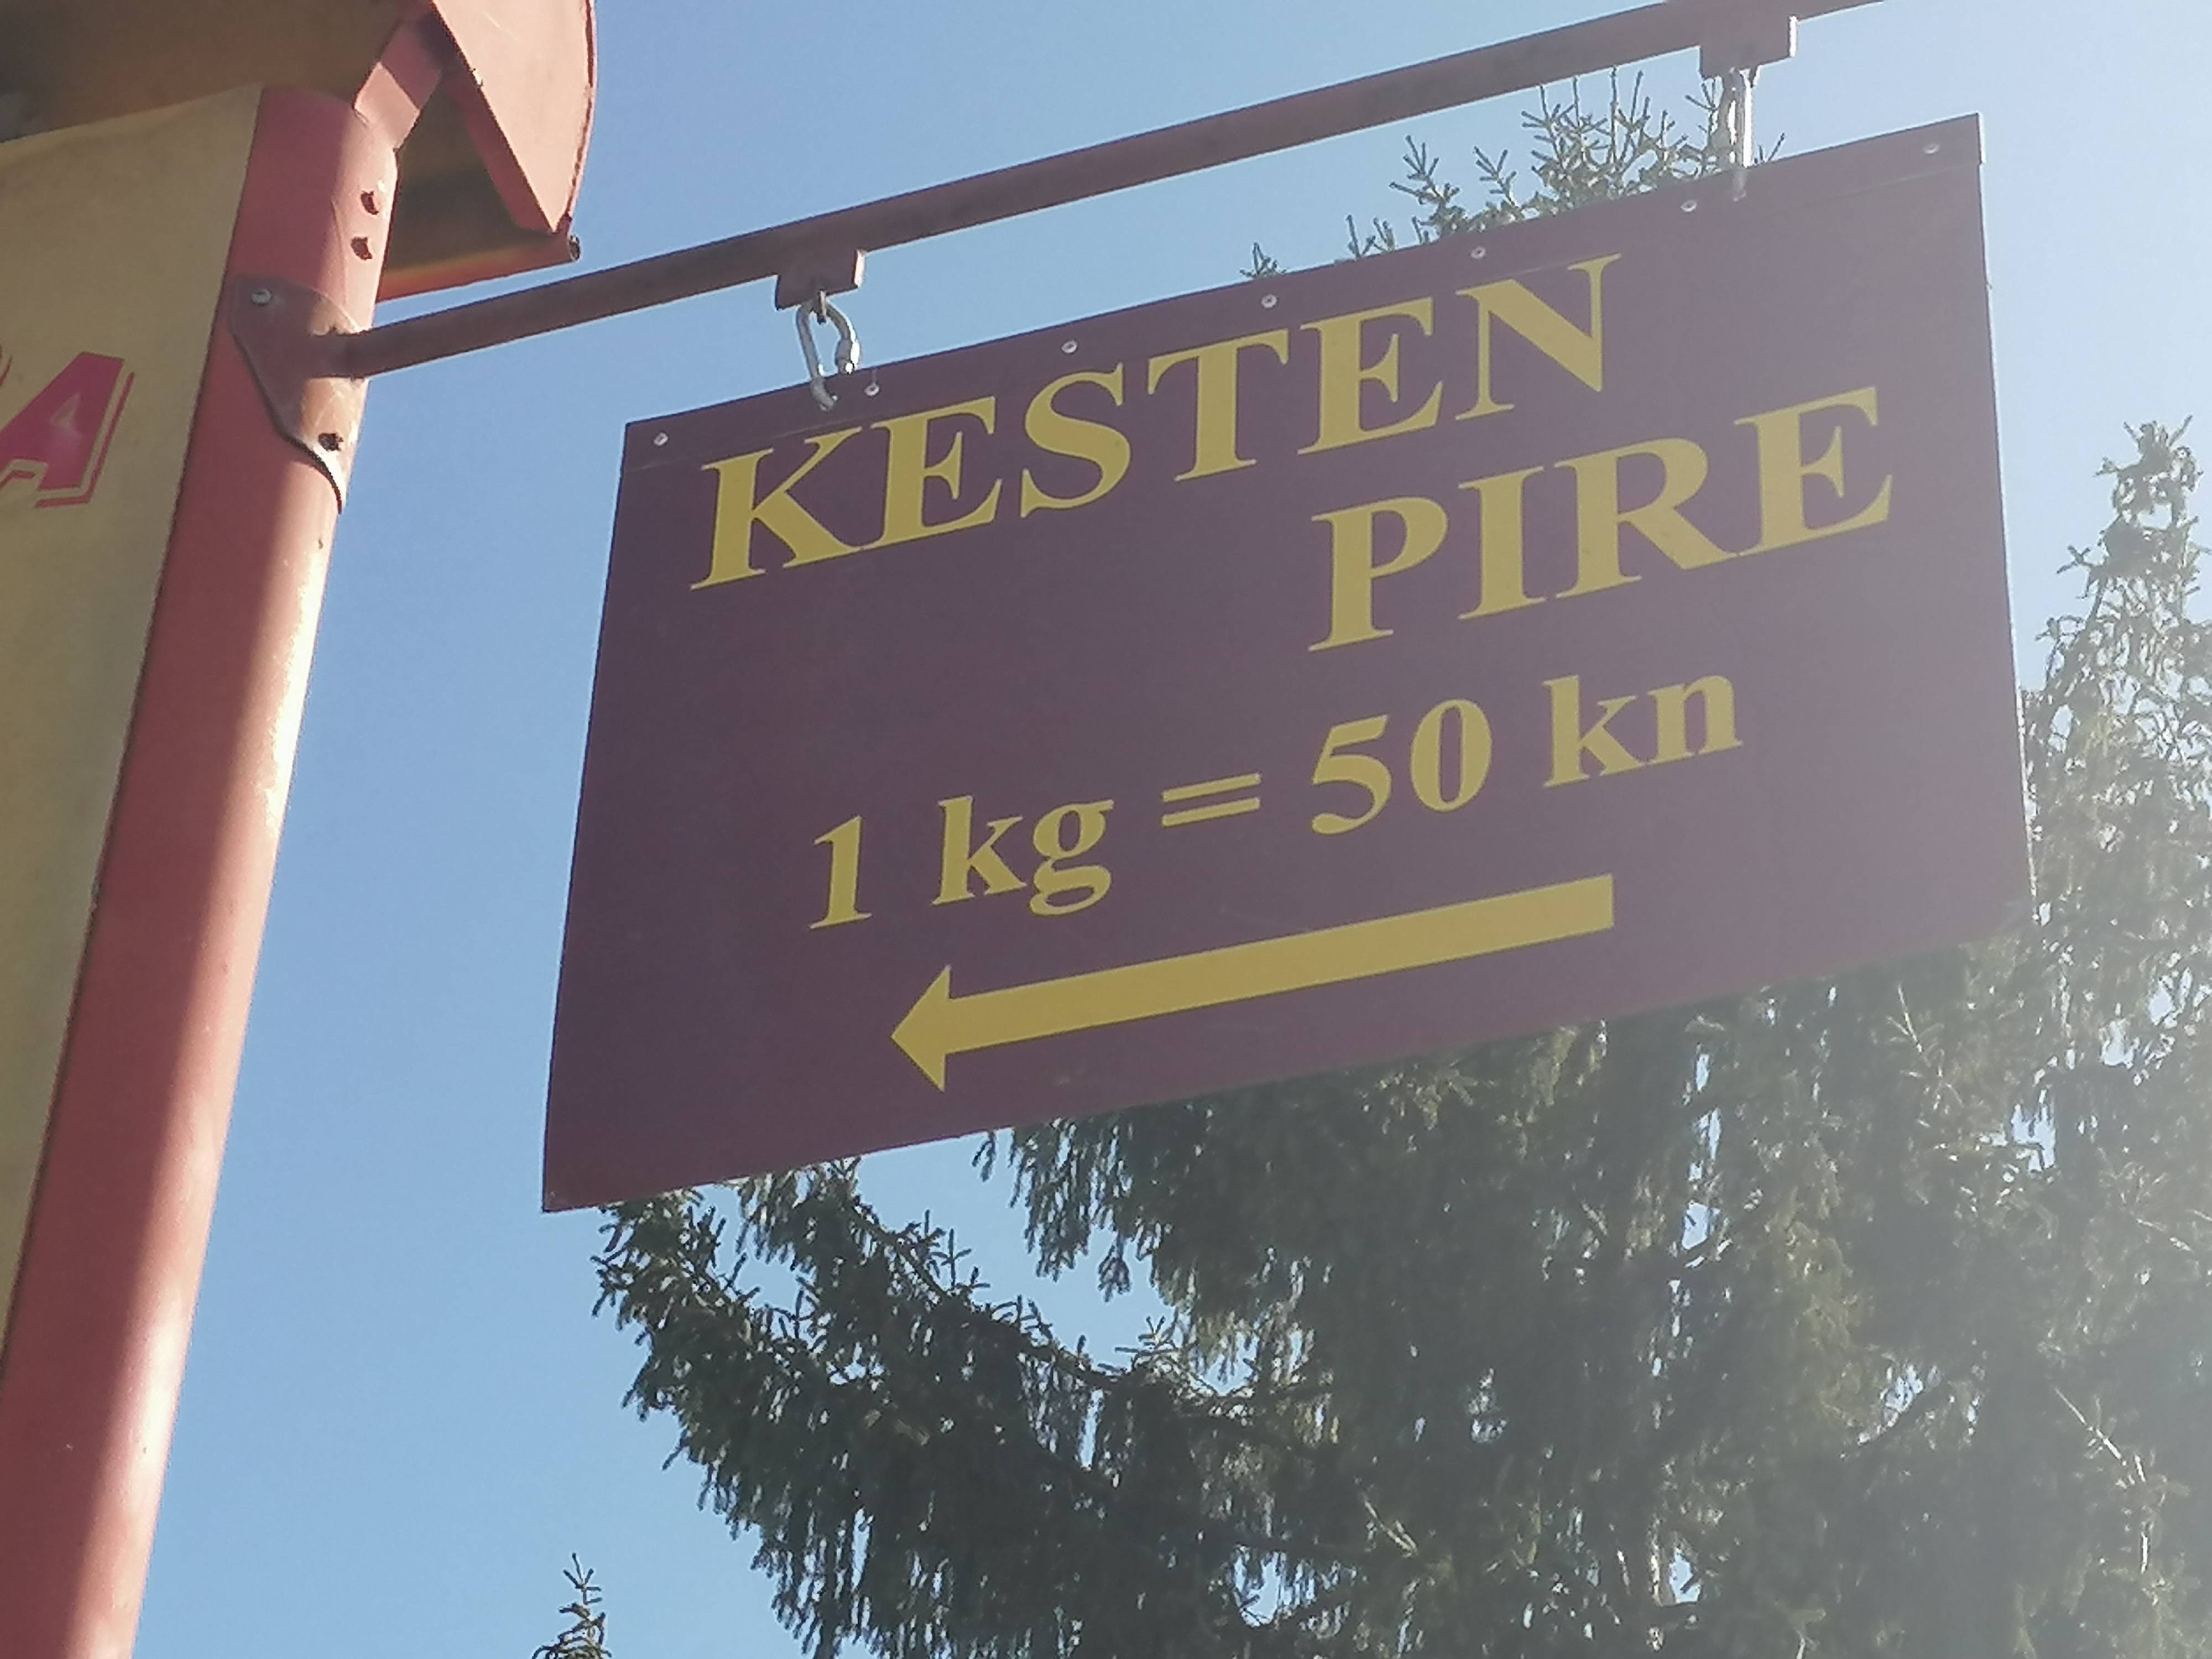 KESTEN
PIRE
1 kg = 50 kn